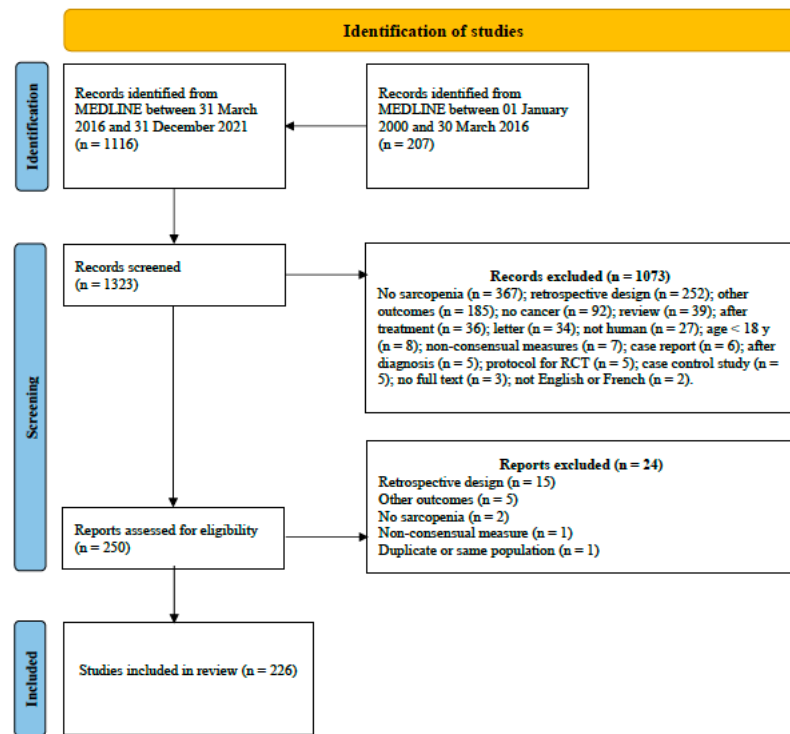 Identification of studies
Identification
Records identified from
MEDLINE between 31 March
2016 and 31 December 2021
(n = 1116)
Records identified from
MEDLINE between 01 January
2000 and 30 March 2016
(n = 207)
Screening
Records screened
(n = 1323)
Records excluded (n = 1073)
No sarcopenia (n = 367); retrospective design (n = 252); other
outcomes (n = 185); no cancer (n = 92); review (n = 39); after
treatment (n = 36); letter (n = 34); not human (n = 27); age < 18 y
(n = 8); non-consensual measures (n = 7); case report (n = 6); after
diagnosis (n = 5); protocol for RCT (n = 5); case control study (n =
5); no full text (n = 3); not English or French (n = 2).
Reports assessed for eligibility
(n = 250)
Reports excluded (n = 24)
Retrospective design (n = 15)
Other outcomes (n = 5)
No sarcopenia (n = 2)
Non-consensual measure (n = 1)
Duplicate or same population (n = 1)
Included
Studies included in review (n = 226)